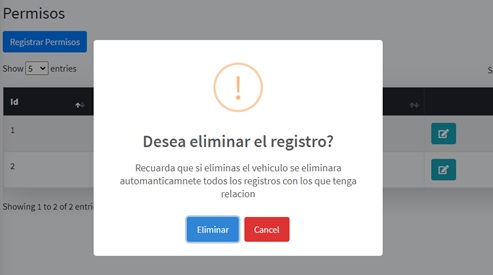 Permisos
Registrar Permisos
Show 5 entries
S
Id
1
2
Showing 1 to 2 of 2 entri
!
Desea eliminar el registro?
Recuarda que si eliminas el vehiculo se eliminara
automanticamnete todos los registros con los que tenga
relacion
Eliminar
Cancel